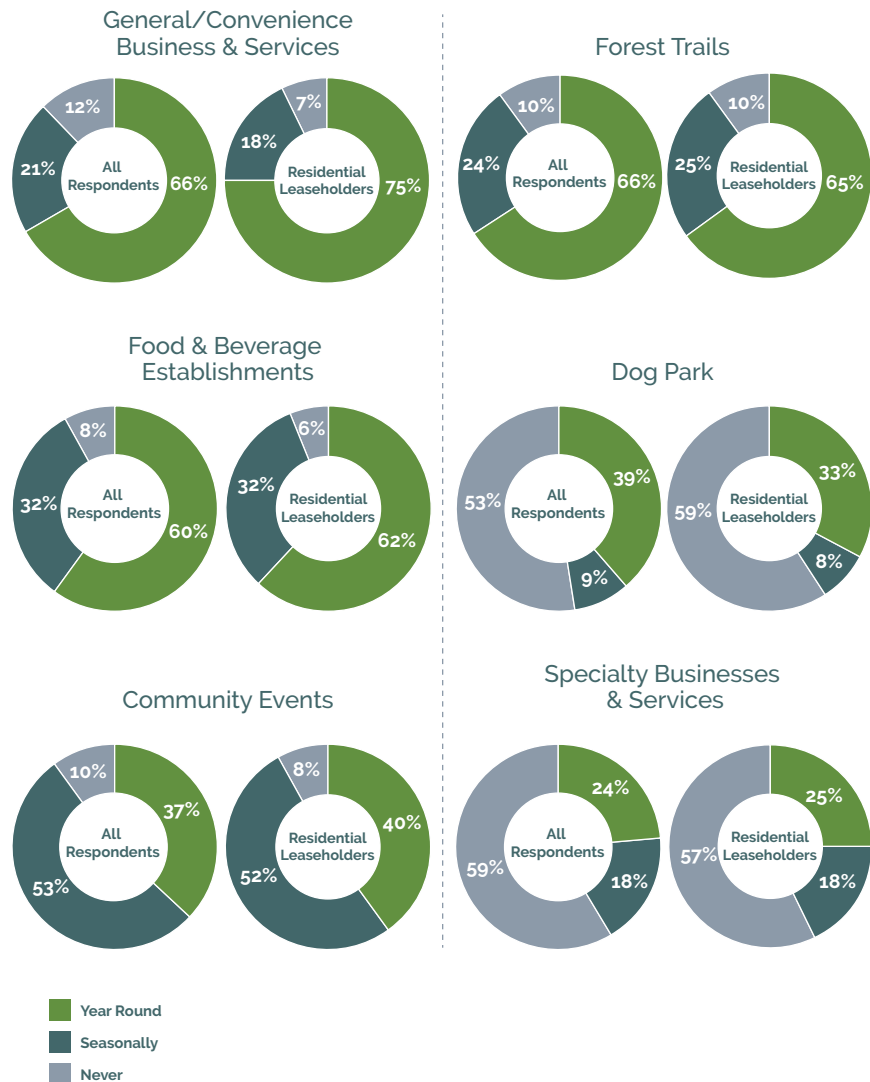 General/Convenience
Business & Services
12%
21%
All
Respondents
66%
7%
18%
Residential
Leaseholders
75%
Forest Trails
10%
24%
All
Respondents
66%
10%
25%
Residential
Leaseholders
65%
Food & Beverage
Establishments
8%
32%
All
Respondents
60%
6%
32%
Residential
Leaseholders
62%
Dog Park
53%
All
Respondents
39%
9%
59%
Residential
Leaseholders
33%
8%
Community Events
10%
37%
All
Respondents
53%
8%
40%
Residential
Leaseholders
52%
Specialty Businesses
& Services
24%
All
Respondents
59%
18%
25%
Residential
Leaseholders
57%
18%
Year Round
Seasonally
Never